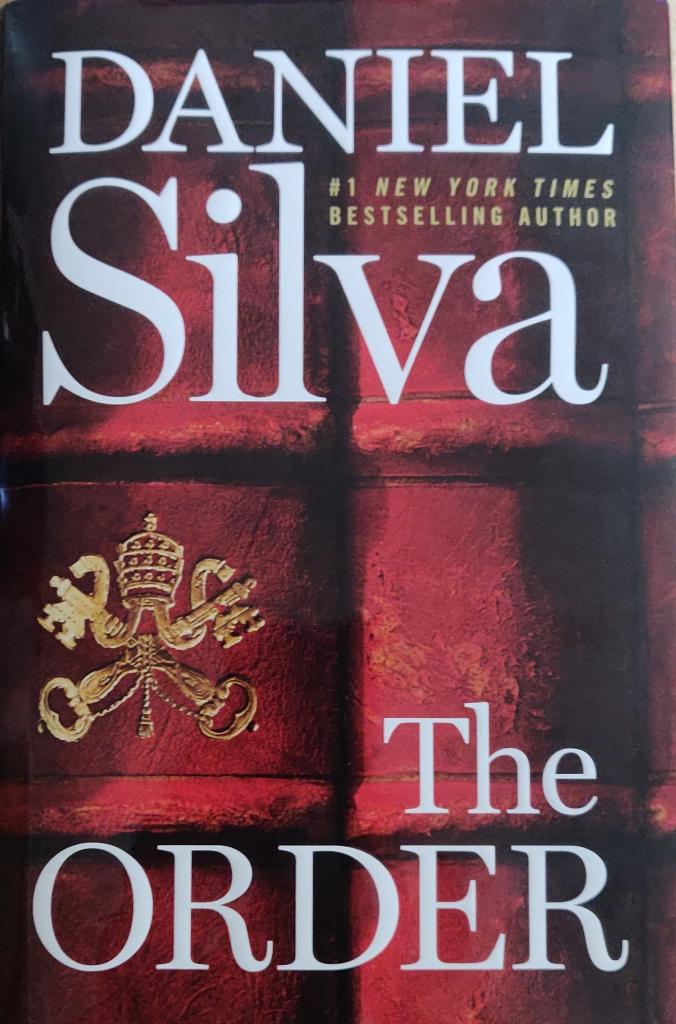 DANIEL
Silva
#1 NEW YORK TIMES
BESTSELLING AUTHOR
The
ORDER